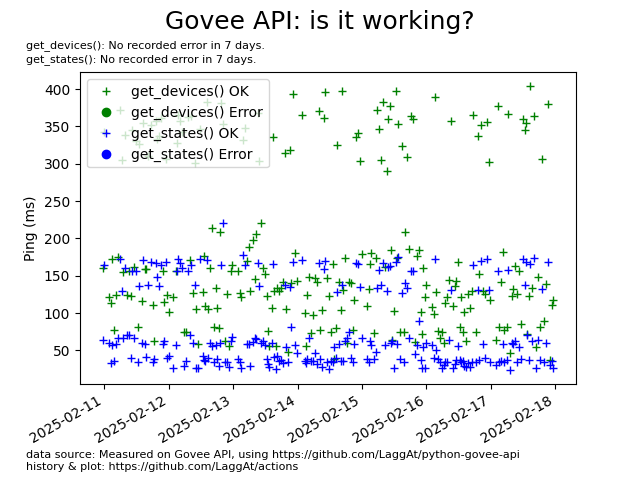 Govee API: is it working?
get_devices(): No recorded error in 7 days.
get_states(): No recorded error in 7 days.
get_devices() OK
get_devices() Error
get_states() OK
get_states() Error
Ping (ms)
400
350
300
250
200
150
100
50
2025-02-11
2025-02-12
2025-02-13
2025-02-14
2025-02-15
2025-02-16
2025-02-17
2025-02-18
data source: Measured on Govee API, using https://github.com/LaggAt/python-govee-api
history & plot: https://github.com/LaggAt/actions